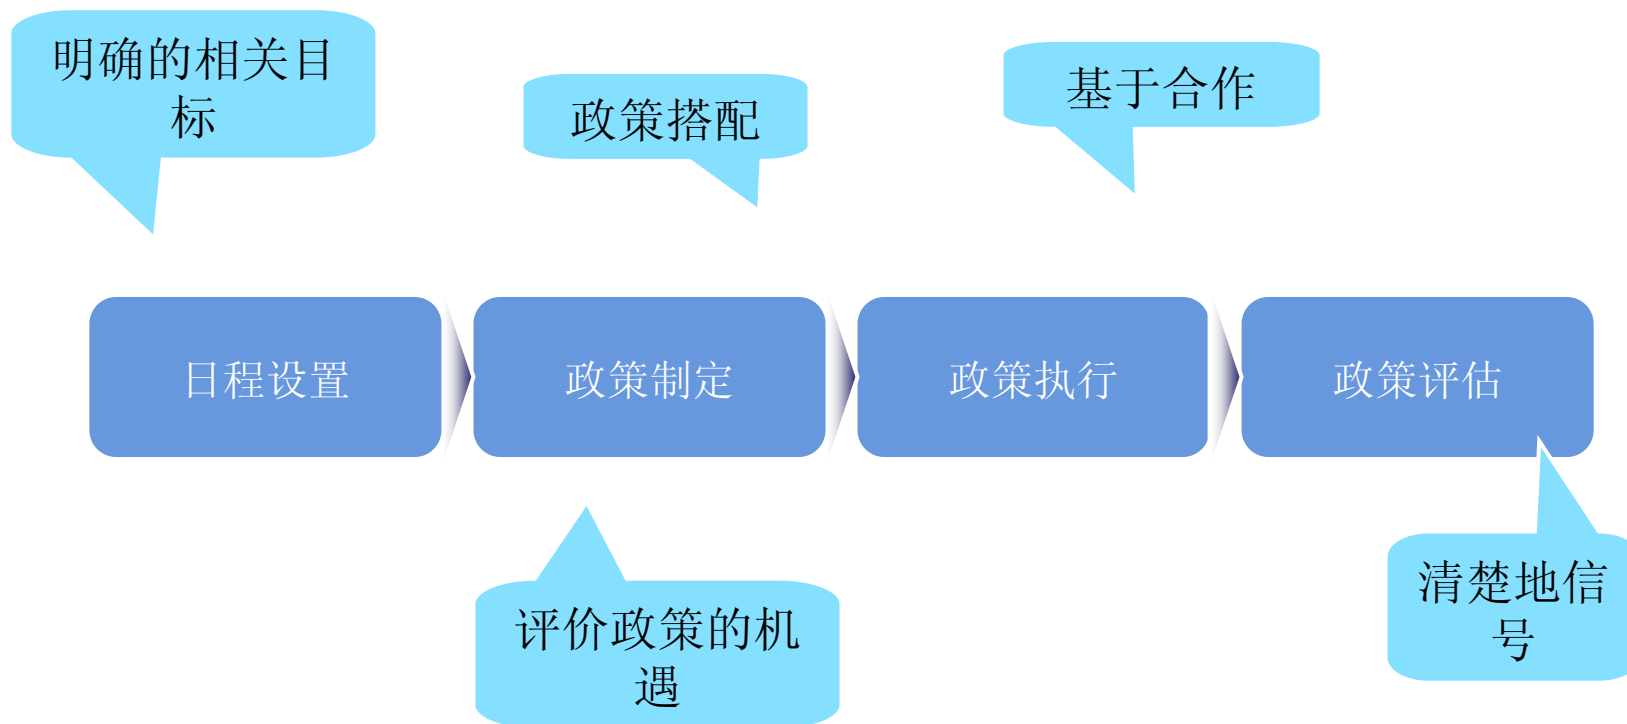 明确的相关目
标
政策搭配
基于合作
日程设置
政策制定
政策执行
政策评估
评价政策的机
遇
清楚地信
号